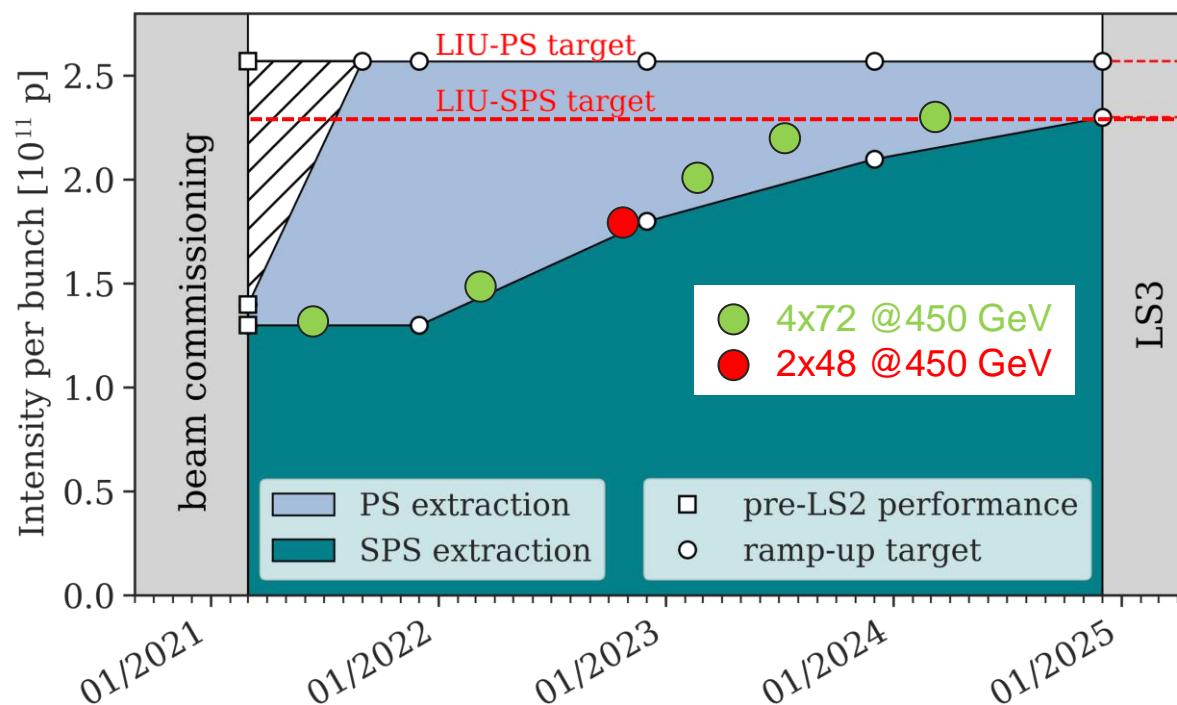 LIU-PS target
LIU-SPS target
Intensity per bunch [10¹¹ p]
2.5
2.0
1.5
1.0
0.5
0.0
beam commissioning
LS3
4x72 @450 GeV
2x48 @450 GeV
PS extraction
SPS extraction
pre-LS2 performance
ramp-up target
01/2021
01/2022
01/2023
01/2024
01/2025